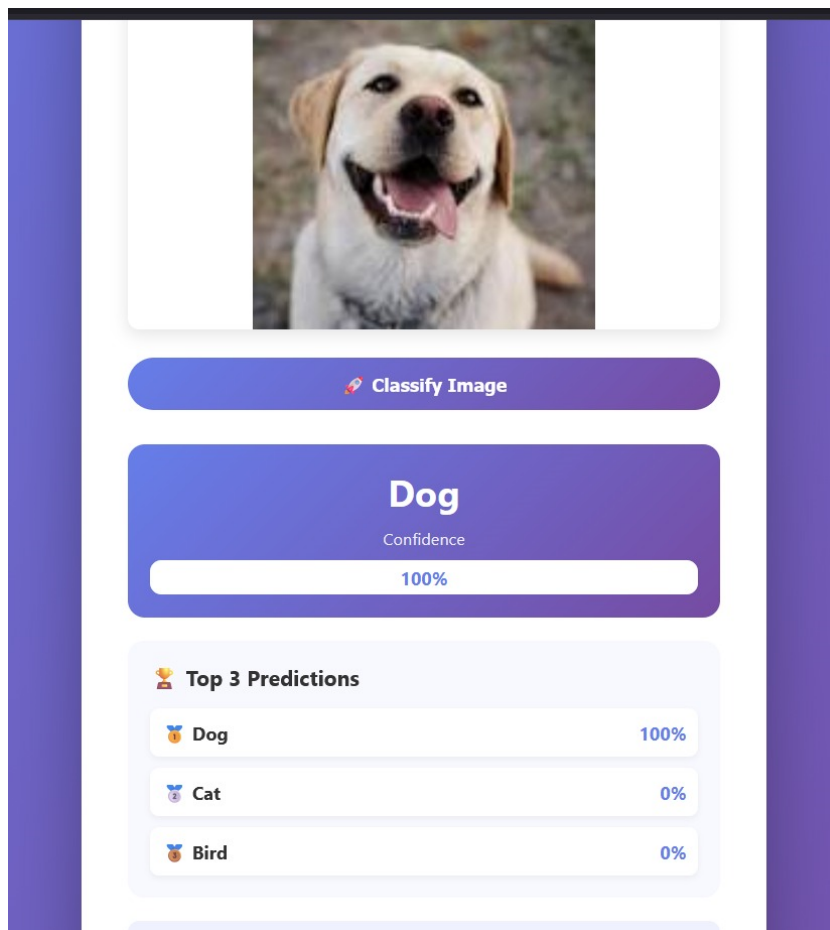 🚀 Classify Image
Dog
Confidence
100%
🏆 Top 3 Predictions
🥇 Dog 100%
🥈 Cat 0%
🥉 Bird 0%